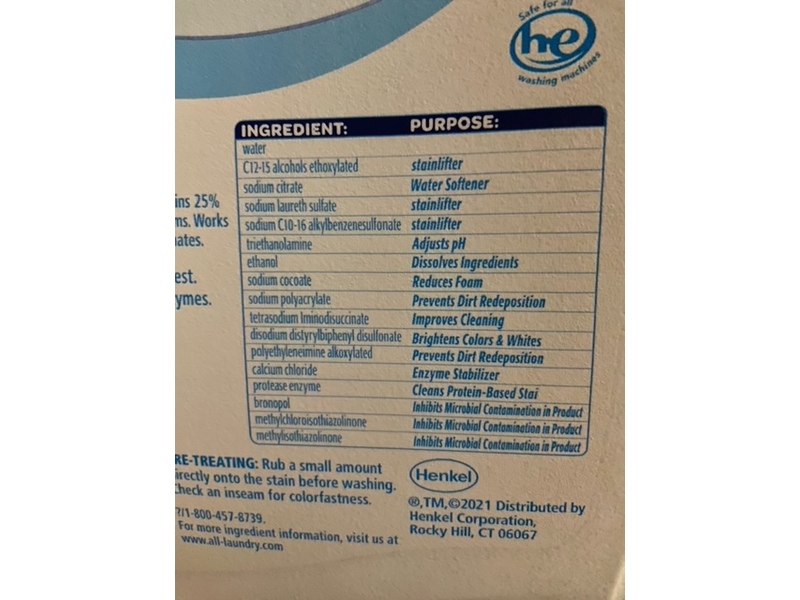 Safe for all
he
washing machines
INGREDIENT: PURPOSE:
water
C12-15 alcohols ethoxylated stainlifter
sodium citrate Water Softener
sodium laureth sulfate stainlifter
sodium C10-16 alkylbenzenesulfonate stainlifter
triethanolamine Adjusts pH
ethanol Dissolves Ingredients
sodium cocoate Reduces Foam
sodium polyacrylate Prevents Dirt Redeposition
tetrasodium Iminodisuccinate Improves Cleaning
disodium distyrylbiphenyl disulfonate Brightens Colors & Whites
polyethyleneimine alkoxylated Prevents Dirt Redeposition
calcium chloride Enzyme Stabilizer
protease enzyme Cleans Protein-Based Stai
bronopol Inhibits Microbial Contamination in Product
methylchloroisothiazolinone Inhibits Microbial Contamination in Product
methylisothiazolinone Inhibits Microbial Contamination in Product
ins 25%
ns. Works
ates.
est.
ymes.
RE-TREATING: Rub a small amount
irectly onto the stain before washing.
heck an inseam for colorfastness.
?/1-800-457-8739.
For more ingredient information, visit us at
www.all-laundry.com
Henkel
®,TM,©2021 Distributed by
Henkel Corporation,
Rocky Hill, CT 06067